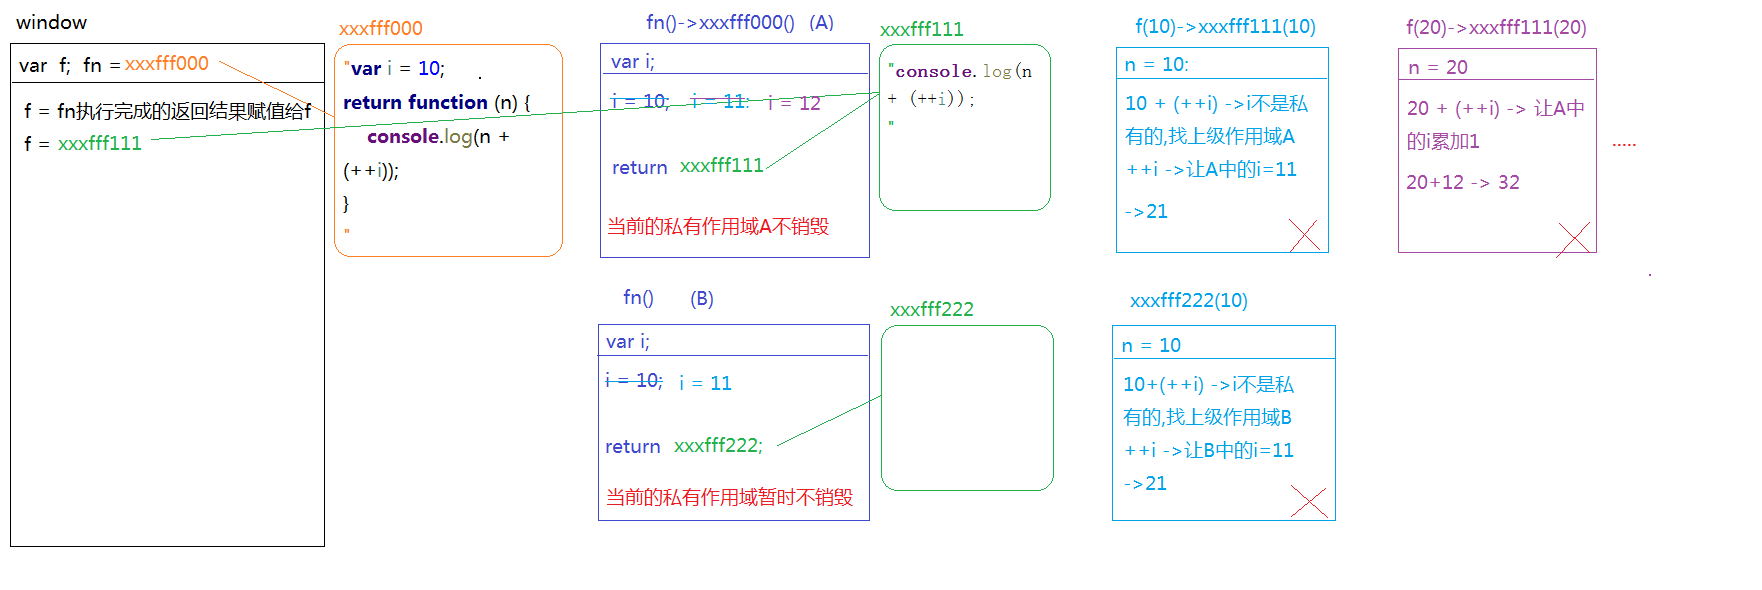 window
var f; fn =xxxfff000
f = fn执行完成的返回结果赋值给f
f = xxxfff111
xxxfff000
"var i = 10;
return function (n) {
console.log(n +
(++i));
}
"
fn()->xxxfff000() (A)
var i;
i = 10; i = 11; i = 12
return xxxfff111
当前的私有作用域A不销毁
xxxfff111
"console.log(n
+ (++i));
"
f(10)->xxxfff111(10)
n = 10:
10 + (++i) ->i不是私
有的,找上级作用域A
++i ->让A中的i=11
->21
f(20)->xxxfff111(20)
n = 20
20 + (++i) -> 让A中
的i累加1
20+12 -> 32
.....
fn() (B)
var i;
i = 10; i = 11
return xxxfff222;
当前的私有作用域暂时不销毁
xxxfff222
xxxfff222(10)
n = 10
10+(++i) ->i不是私
有的,找上级作用域B
++i ->让B中的i=11
->21